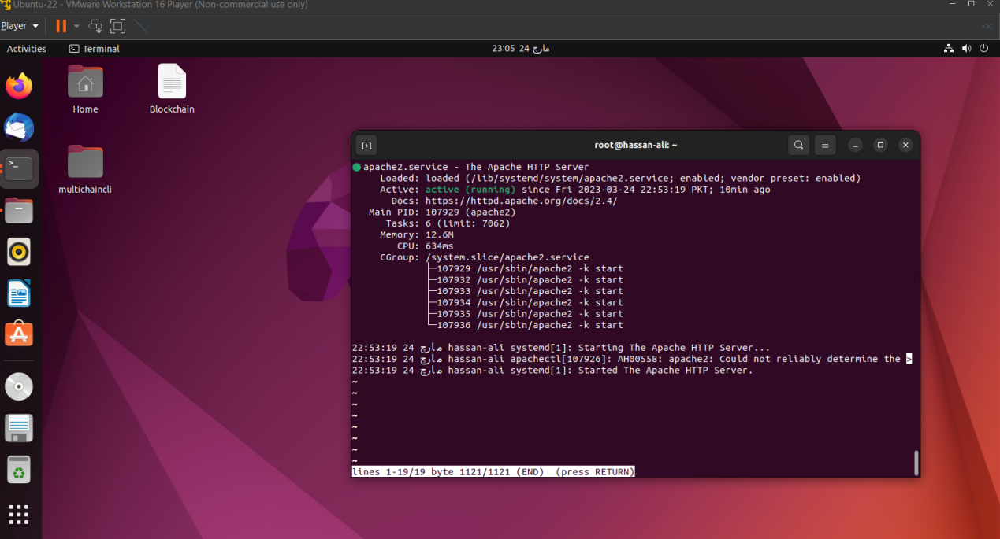 Ubuntu-22 - VMware Workstation 16 Player (Non-commercial use only)
Player
Activities
Terminal
23:05 24 مارچ
Home
Blockchain
multichaincli
root@hassan-ali: ~
apache2.service - The Apache HTTP Server
Loaded: loaded (/lib/systemd/system/apache2.service; enabled; vendor preset: enabled)
Active: active (running) since Fri 2023-03-24 22:53:19 PKT; 10min ago
Docs: https://httpd.apache.org/docs/2.4/
Main PID: 107929 (apache2)
Tasks: 6 (limit: 7062)
Memory: 12.6M
CPU: 634ms
CGroup: /system.slice/apache2.service
├─107929 /usr/sbin/apache2 -k start
├─107932 /usr/sbin/apache2 -k start
├─107933 /usr/sbin/apache2 -k start
├─107934 /usr/sbin/apache2 -k start
├─107935 /usr/sbin/apache2 -k start
└─107936 /usr/sbin/apache2 -k start
22:53:19 24 مارچ hassan-ali systemd[1]: Starting The Apache HTTP Server...
22:53:19 24 مارچ hassan-ali apachectl[107926]: AH00558: apache2: Could not reliably determine the >
22:53:19 24 مارچ hassan-ali systemd[1]: Started The Apache HTTP Server.
~
~
~
~
~
~
~
~
lines 1-19/19 byte 1121/1121 (END) (press RETURN)